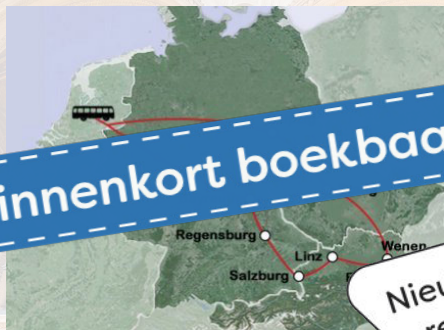 innenkort boekbaa
Regensburg
Linz
Wenen
Salzburg
Nieu